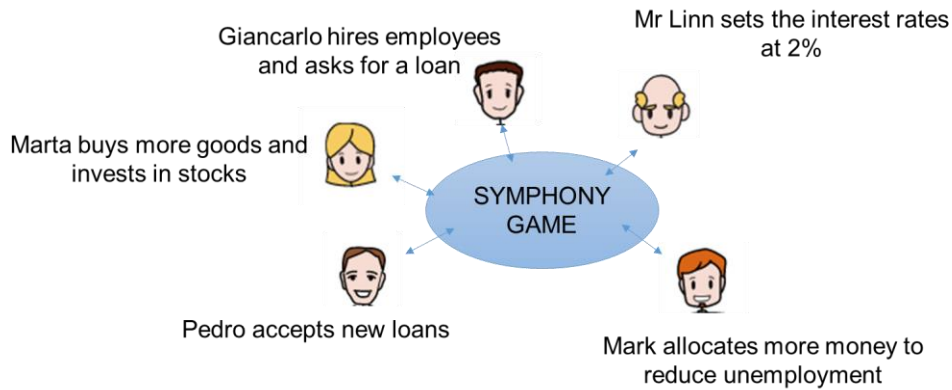 Giancarlo hires employees
and asks for a loan
Mr Linn sets the interest rates
at 2%
Marta buys more goods and
invests in stocks
SYMPHONY
GAME
Pedro accepts new loans
Mark allocates more money to
reduce unemployment